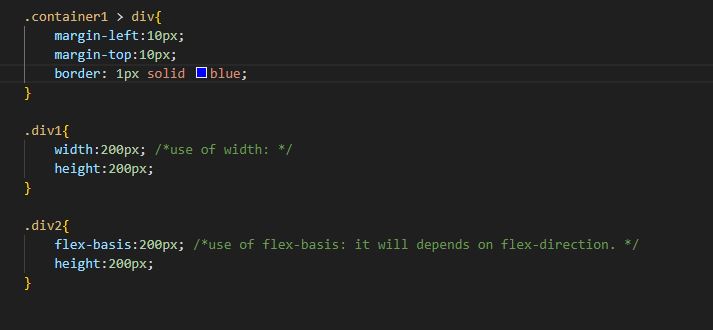 .container1 > div{
margin-left:10px;
margin-top:10px;
border: 1px solid blue;
}
.div1{
width:200px; /*use of width: */
height:200px;
}
.div2{
flex-basis:200px; /*use of flex-basis: it will depends on flex-direction. */
height:200px;
}